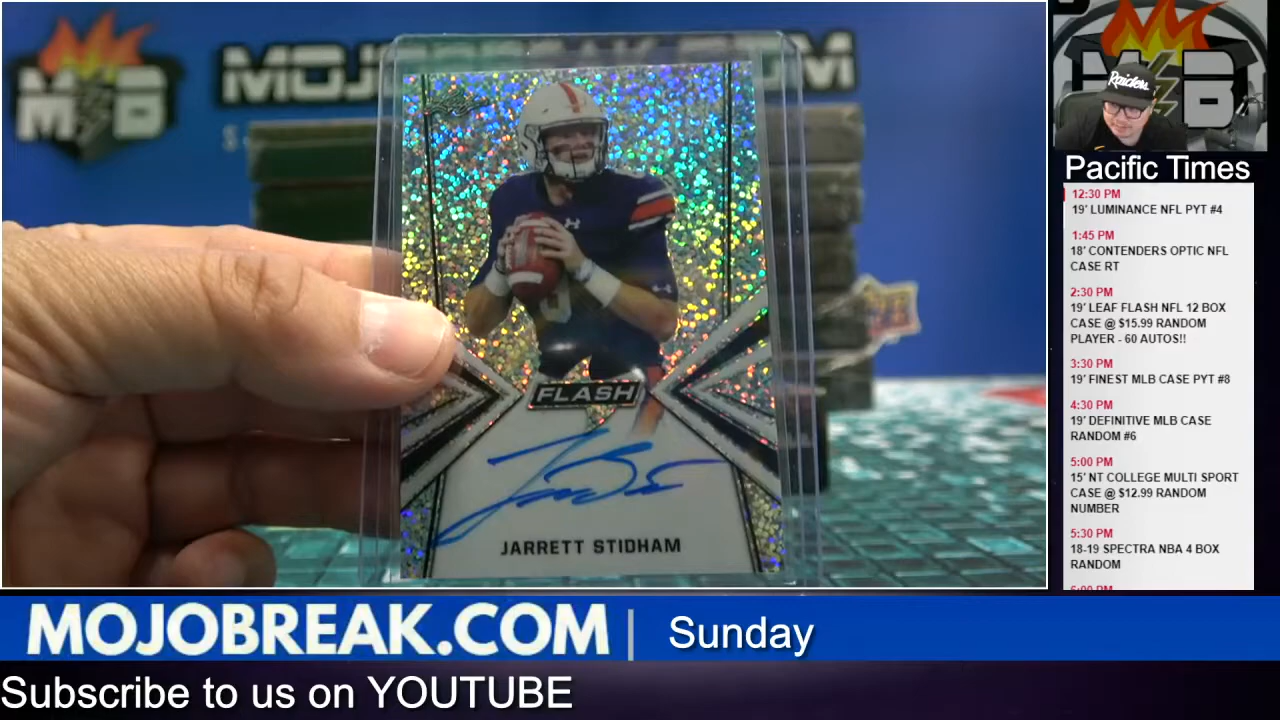 MOJOBREAK.COM
MB
FLASH
JARRETT STIDHAM
Raiders
Pacific Times
12:30 PM
19' LUMINANCE NFL PYT #4
1:45 PM
18' CONTENDERS OPTIC NFL
CASE RT
2:30 PM
19' LEAF FLASH NFL 12 BOX
CASE @ $15.99 RANDOM
PLAYER - 60 AUTOS!!
3:30 PM
19' FINEST MLB CASE PYT #8
4:30 PM
19' DEFINITIVE MLB CASE
RANDOM #6
5:00 PM
15' NT COLLEGE MULTI SPORT
CASE @ $12.99 RANDOM
NUMBER
5:30 PM
18-19 SPECTRA NBA 4 BOX
RANDOM
MOJOBREAK.COM | Sunday
Subscribe to us on YOUTUBE